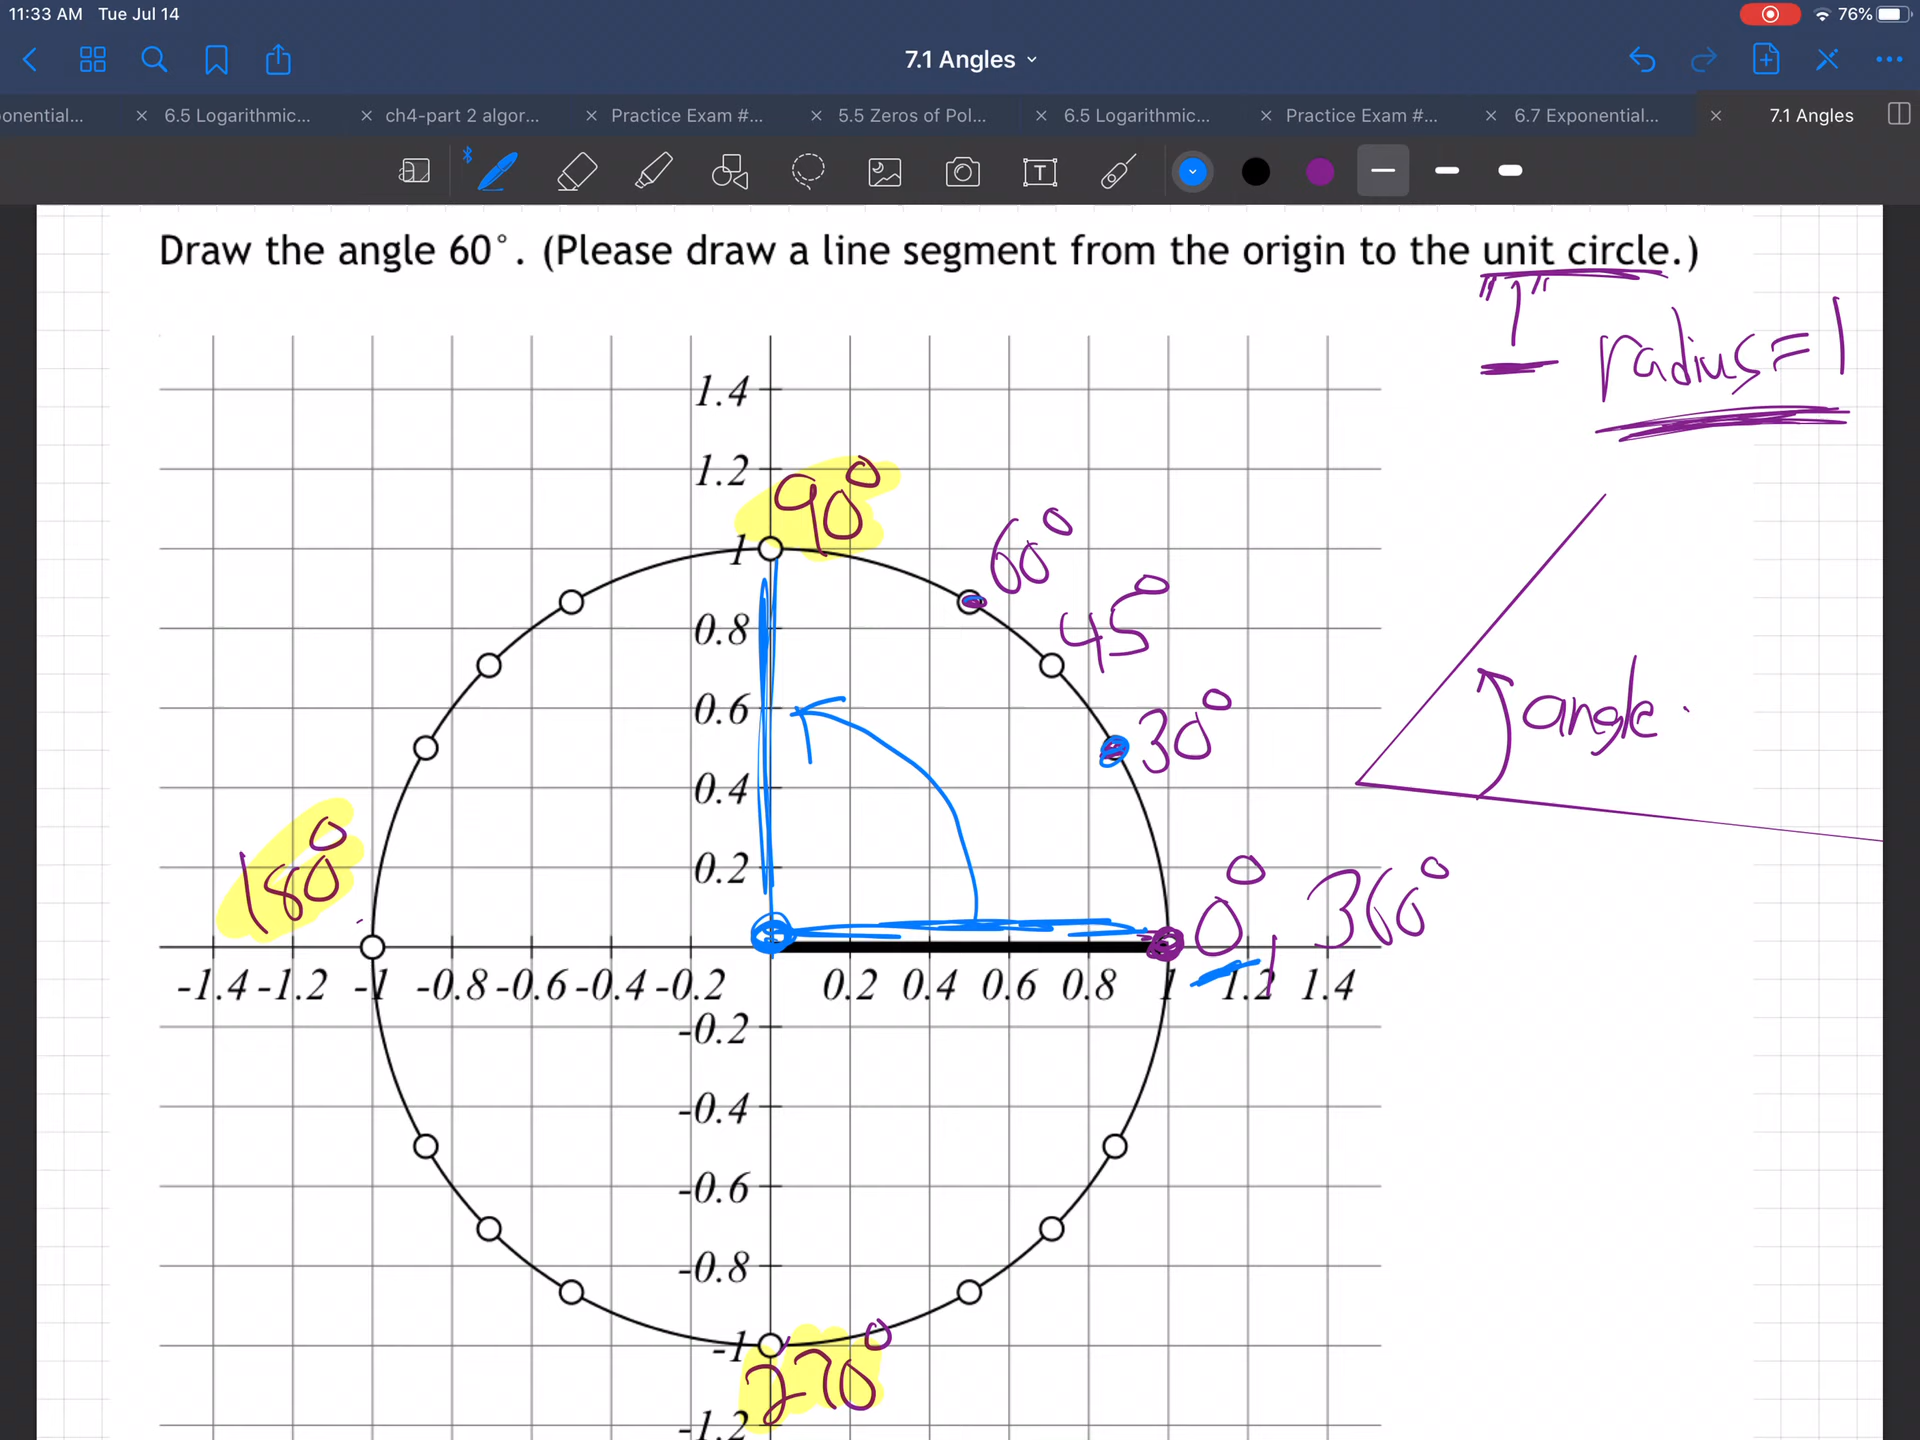 11:33 AM Tue Jul 14
76%
7.1 Angles
onential...
6.5 Logarithmic...
ch4-part 2 algor...
Practice Exam #...
5.5 Zeros of Pol...
6.5 Logarithmic...
Practice Exam #...
6.7 Exponential...
7.1 Angles
T
Draw the angle 60°. (Please draw a line segment from the origin to the unit circle.)
"1"
radius=1
1.4
1.2
90°
1
60°
0.8
45°
0.6
30°
angle.
0.4
180°
0.2
0°, 360°
-1.4 -1.2 -1 -0.8 -0.6 -0.4 -0.2 0.2 0.4 0.6 0.8 1 1.2 1.4
-0.2
-0.4
-0.6
-0.8
-1
270°
-1.2